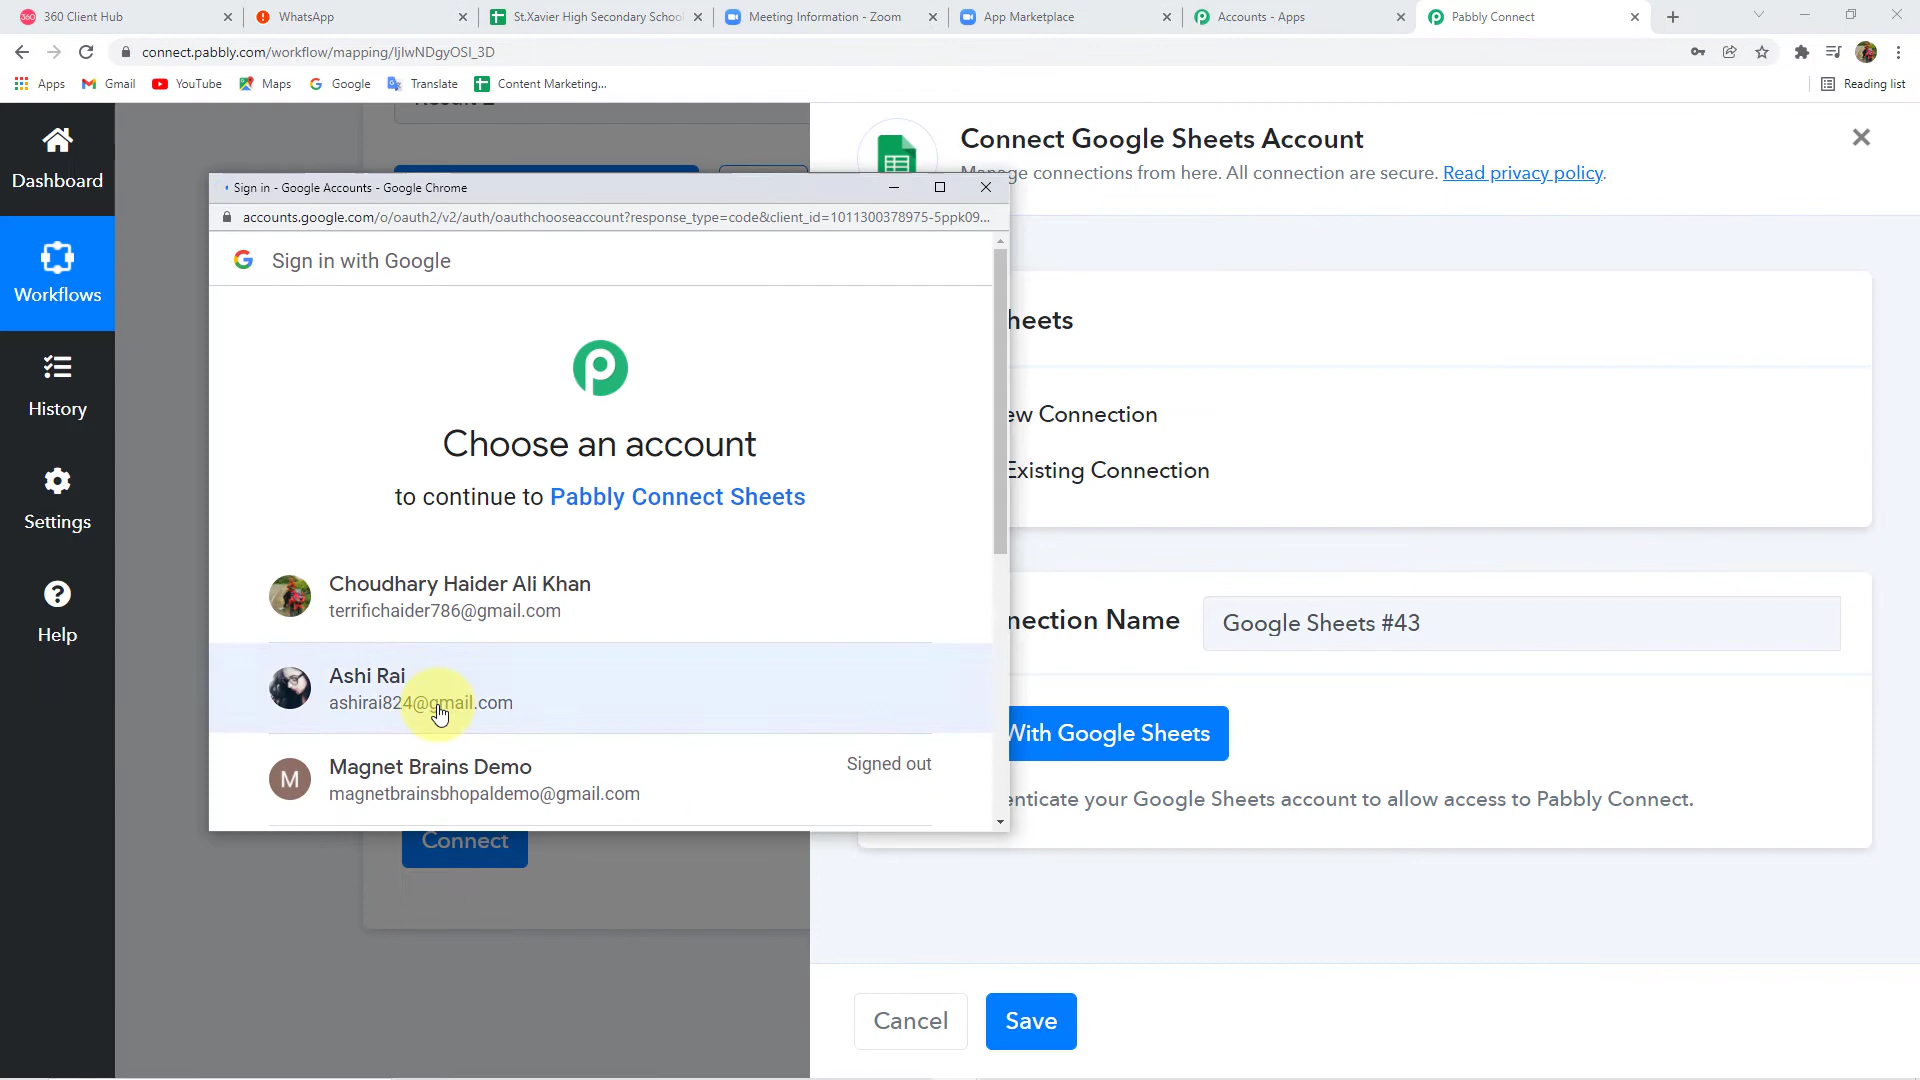 360 Client Hub
WhatsApp
St.Xavier High Secondary School
Meeting Information - Zoom
App Marketplace
Accounts - Apps
Pabbly Connect
connect.pabbly.com/workflow/mapping/IjIwNDgyOSI_3D
Apps
Gmail
YouTube
Maps
Google
Translate
Content Marketing...
Reading list
Dashboard
Workflows
History
Settings
Help
Connect Google Sheets Account
Manage connections from here. All connection are secure. Read privacy policy.
Sign in - Google Accounts - Google Chrome
accounts.google.com/o/oauth2/v2/auth/oauthchooseaccount?response_type=code&client_id=1011300378975-5ppk09...
Sign in with Google
Choose an account
to continue to Pabbly Connect Sheets
Choudhary Haider Ali Khan
terrifichaider786@gmail.com
Ashi Rai
ashirai824@gmail.com
Magnet Brains Demo
Signed out
magnetbrainsbhopaldemo@gmail.com
Connect
heets
ew Connection
Existing Connection
nection Name
Google Sheets #43
With Google Sheets
enticate your Google Sheets account to allow access to Pabbly Connect.
Cancel
Save